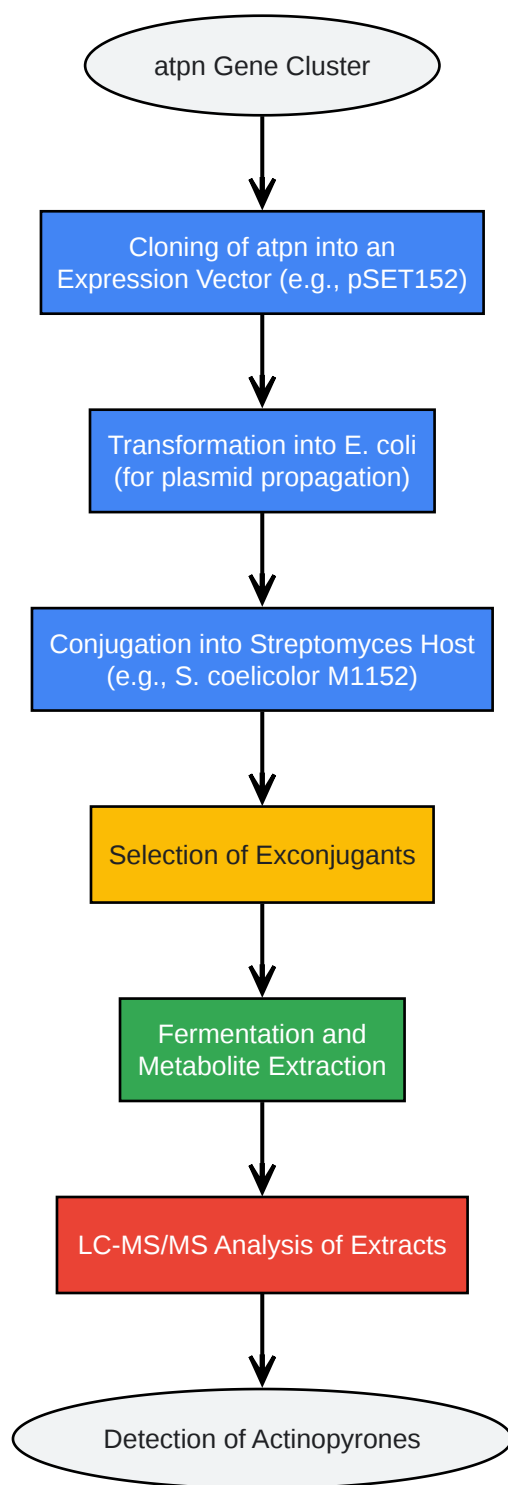 atpn Gene Cluster
Cloning of atpn into an
Expression Vector (e.g., pSET152)
Transformation into E. coli
(for plasmid propagation)
Conjugation into Streptomyces Host
(e.g., S. coelicolor M1152)
Selection of Exconjugants
Fermentation and
Metabolite Extraction
LC-MS/MS Analysis of Extracts
Detection of Actinopyrones